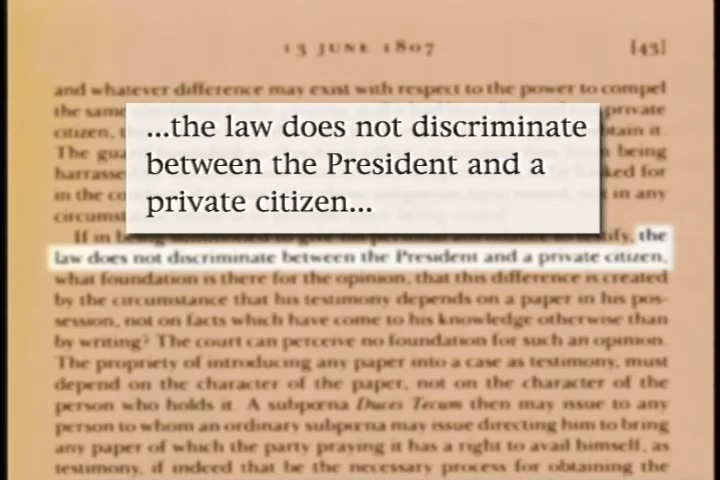 13 JUNE 1807 [43]
and whatever difference may exist with respect to the power to compel
the same private
citizen, obtain it.
The being
harrasse for
in the in any
circumst
...the law does not discriminate
between the President and a
private citizen...
If in the
law does not discriminate between the President and a private citizen,
what foundation is there for the opinion, that this difference is created
by the circumstance that his testimony depends on a paper in his pos-
session, not on facts which have come to his knowledge otherwise than
by writing? The court can perceive no foundation for such an opinion.
The propriety of introducing any paper into a case as testimony, must
depend on the character of the paper, not on the character of the
person who holds it. A subpœna Duces Tecum then may issue to any
person to whom an ordinary subpœna may issue directing him to bring
any paper of which the party praying it has a right to avail himself, as
testimony, if indeed that be the necessary process for obtaining the